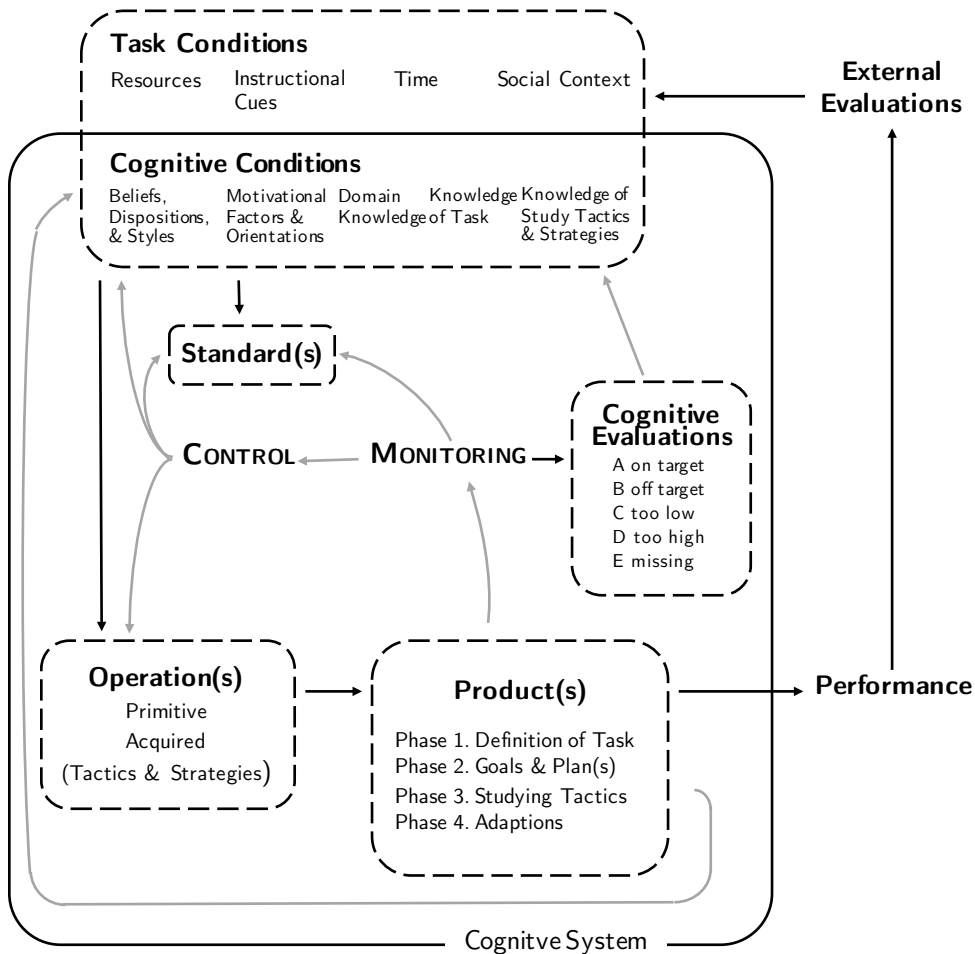 Task Conditions
Resources
Instructional
Cues
Time
Social Context
External
Evaluations
Cognitive Conditions
Beliefs,
Dispositions,
& Styles
Motivational
Factors &
Orientations
Domain
Knowledge
Knowledge
of Task
Knowledge of
Study Tactics
& Strategies
Standard(s)
Control
Monitoring
Cognitive
Evaluations
A on target
B off target
C too low
D too high
E missing
Operation(s)
Primitive
Acquired
(Tactics & Strategies)
Product(s)
Phase 1. Definition of Task
Phase 2. Goals & Plan(s)
Phase 3. Studying Tactics
Phase 4. Adaptions
Performance
Cognitve System